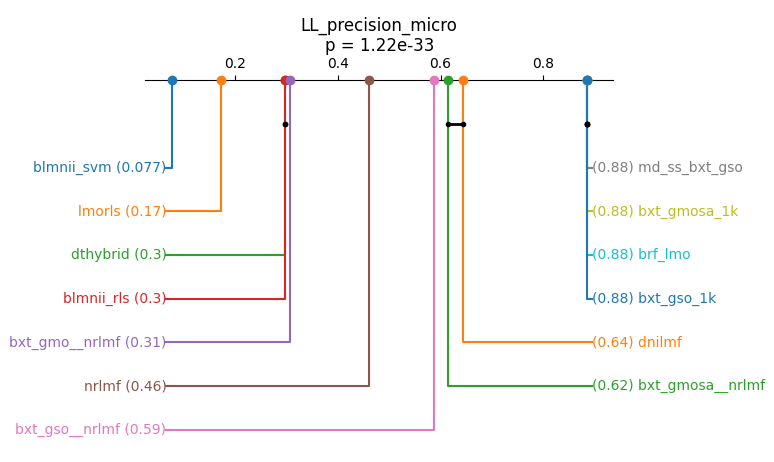 LL_precision_micro
p = 1.22e-33
0.2 0.4 0.6 0.8
blmnii_svm (0.077) (0.88) md_ss_bxt_gso
lmorls (0.17) (0.88) bxt_gmosa_1k
dthybrid (0.3) (0.88) brf_lmo
blmnii_rls (0.3) (0.88) bxt_gso_1k
bxt_gmo__nrlmf (0.31) (0.64) dnilmf
nrlmf (0.46) (0.62) bxt_gmosa__nrlmf
bxt_gso__nrlmf (0.59)